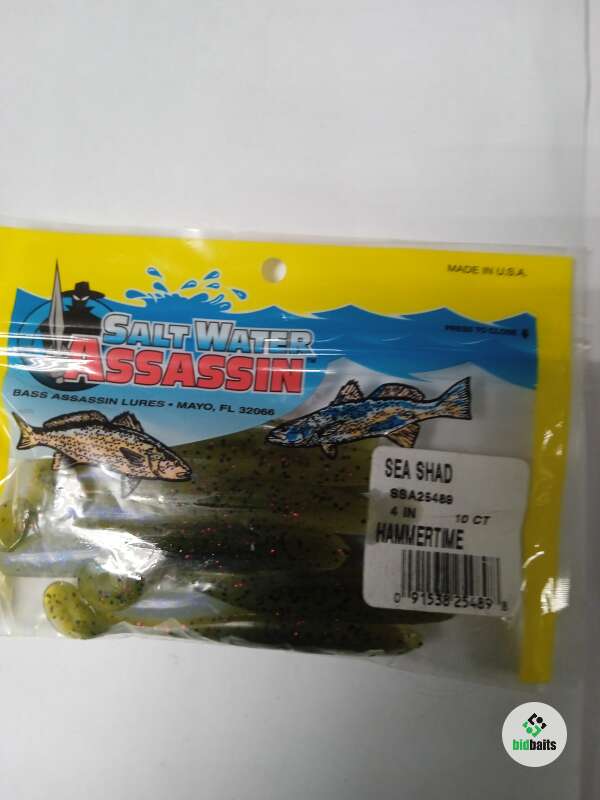 MADE IN U.S.A.
PRESS TO CLOSE
SALT WATER
ASSASSIN™
BASS ASSASSIN LURES • MAYO, FL 32066
SEA SHAD
SSA25489
4 IN 10 CT
HAMMERTIME
0 91538 25489 8
bidbaits